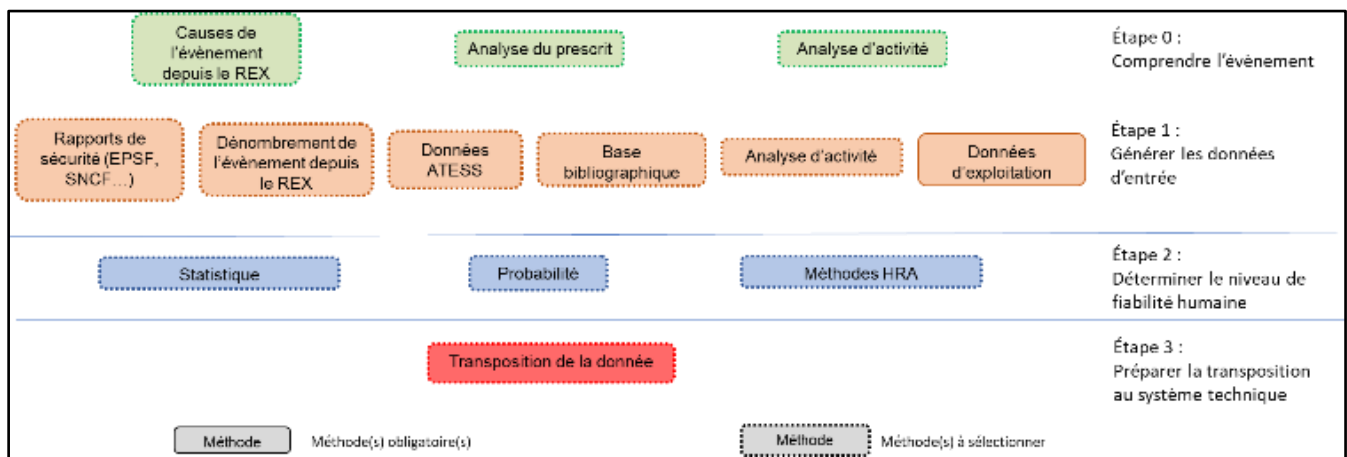 Causes de
l'évènement
depuis le REX
Analyse du prescrit
Analyse d'activité
Étape 0 :
Comprendre l'évènement
Rapports de
sécurité (EPSF,
SNCF…)
Dénombrement de
l'évènement depuis
le REX
Données
ATESS
Base
bibliographique
Analyse d'activité
Données
d'exploitation
Étape 1 :
Générer les données
d'entrée
Statistique
Probabilité
Méthodes HRA
Étape 2 :
Déterminer le niveau de
fiabilité humaine
Transposition de la donnée
Étape 3 :
Préparer la transposition
au système technique
Méthode
Méthode(s) obligatoire(s)
Méthode
Méthode(s) à sélectionner